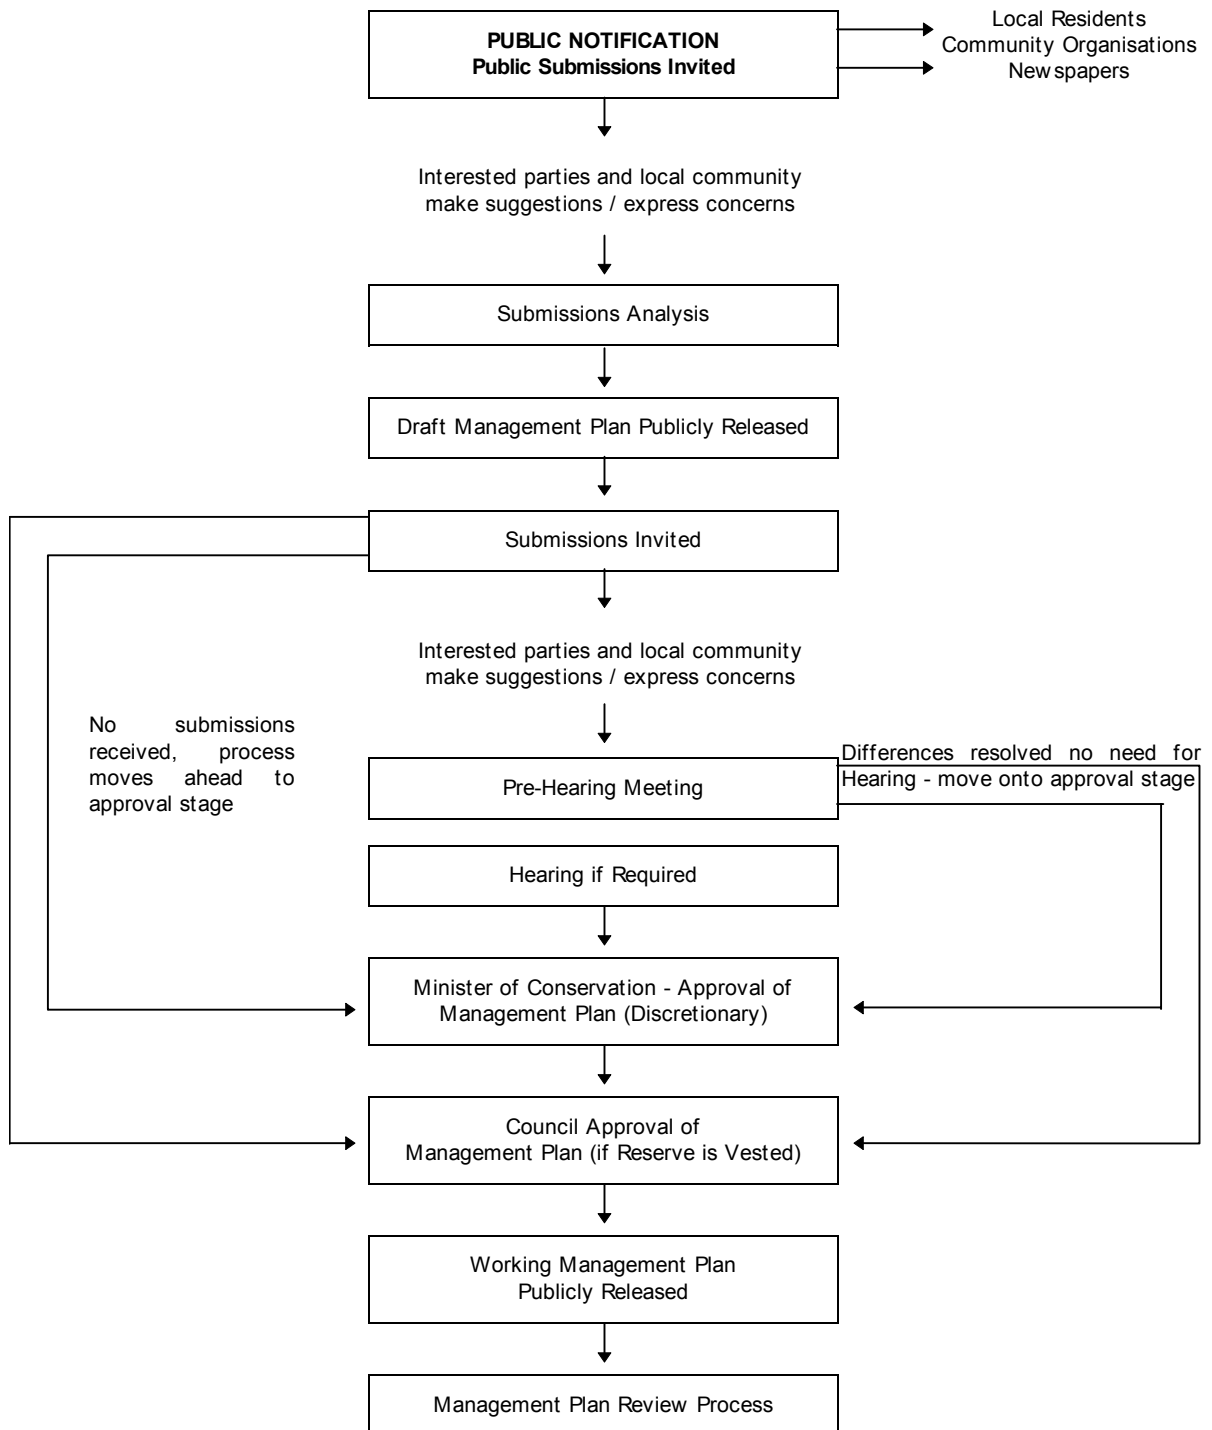 PUBLIC NOTIFICATION
Public Submissions Invited
Local Residents
Community Organisations
Newspapers
Interested parties and local community
make suggestions / express concerns
Submissions Analysis
Draft Management Plan Publicly Released
Submissions Invited
Interested parties and local community
make suggestions / express concerns
No submissions
received, process
moves ahead to
approval stage
Differences resolved no need for
Hearing - move onto approval stage
Pre-Hearing Meeting
Hearing if Required
Minister of Conservation - Approval of
Management Plan (Discretionary)
Council Approval of
Management Plan (if Reserve is Vested)
Working Management Plan
Publicly Released
Management Plan Review Process